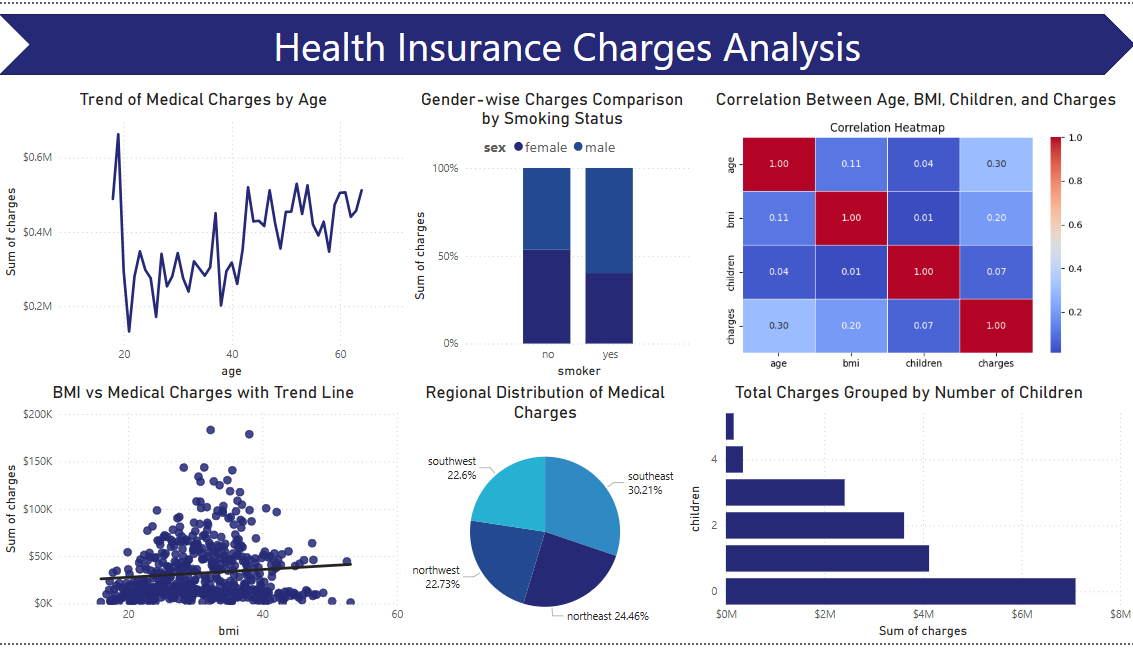 Health Insurance Charges Analysis
Trend of Medical Charges by Age
Sum of charges
$0.6M
$0.4M
$0.2M
20
40
60
age
Gender-wise Charges Comparison
by Smoking Status
sex
female
male
Sum of charges
100%
50%
0%
no
yes
smoker
Correlation Between Age, BMI, Children, and Charges
Correlation Heatmap
age
1.00
0.11
0.04
0.30
bmi
0.11
1.00
0.01
0.20
children
0.04
0.01
1.00
0.07
charges
0.30
0.20
0.07
1.00
age
bmi
children
charges
1.0
0.8
0.6
0.4
0.2
BMI vs Medical Charges with Trend Line
Sum of charges
$200K
$150K
$100K
$50K
$0K
20
40
60
bmi
Regional Distribution of Medical
Charges
southwest
22.6%
southeast
30.21%
northwest
22.73%
northeast 24.46%
Total Charges Grouped by Number of Children
children
4
2
0
$0M
$2M
$4M
$6M
$8M
Sum of charges